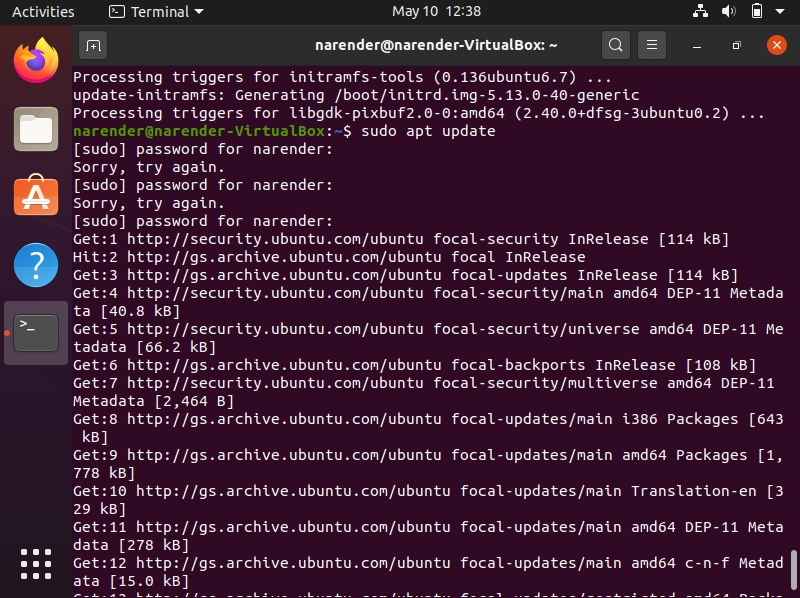 Activities Terminal May 10 12:38
narender@narender-VirtualBox: ~
Processing triggers for initramfs-tools (0.136ubuntu6.7) ...
update-initramfs: Generating /boot/initrd.img-5.13.0-40-generic
Processing triggers for libgdk-pixbuf2.0-0:amd64 (2.40.0+dfsg-3ubuntu0.2) ...
narender@narender-VirtualBox:~$ sudo apt update
[sudo] password for narender:
Sorry, try again.
[sudo] password for narender:
Sorry, try again.
[sudo] password for narender:
Get:1 http://security.ubuntu.com/ubuntu focal-security InRelease [114 kB]
Hit:2 http://gs.archive.ubuntu.com/ubuntu focal InRelease
Get:3 http://gs.archive.ubuntu.com/ubuntu focal-updates InRelease [114 kB]
Get:4 http://security.ubuntu.com/ubuntu focal-security/main amd64 DEP-11 Metada
ta [40.8 kB]
Get:5 http://security.ubuntu.com/ubuntu focal-security/universe amd64 DEP-11 Me
tadata [66.2 kB]
Get:6 http://gs.archive.ubuntu.com/ubuntu focal-backports InRelease [108 kB]
Get:7 http://security.ubuntu.com/ubuntu focal-security/multiverse amd64 DEP-11
Metadata [2,464 B]
Get:8 http://gs.archive.ubuntu.com/ubuntu focal-updates/main i386 Packages [643
 kB]
Get:9 http://gs.archive.ubuntu.com/ubuntu focal-updates/main amd64 Packages [1,
778 kB]
Get:10 http://gs.archive.ubuntu.com/ubuntu focal-updates/main Translation-en [3
29 kB]
Get:11 http://gs.archive.ubuntu.com/ubuntu focal-updates/main amd64 DEP-11 Meta
data [278 kB]
Get:12 http://gs.archive.ubuntu.com/ubuntu focal-updates/main amd64 c-n-f Metad
ata [15.0 kB]